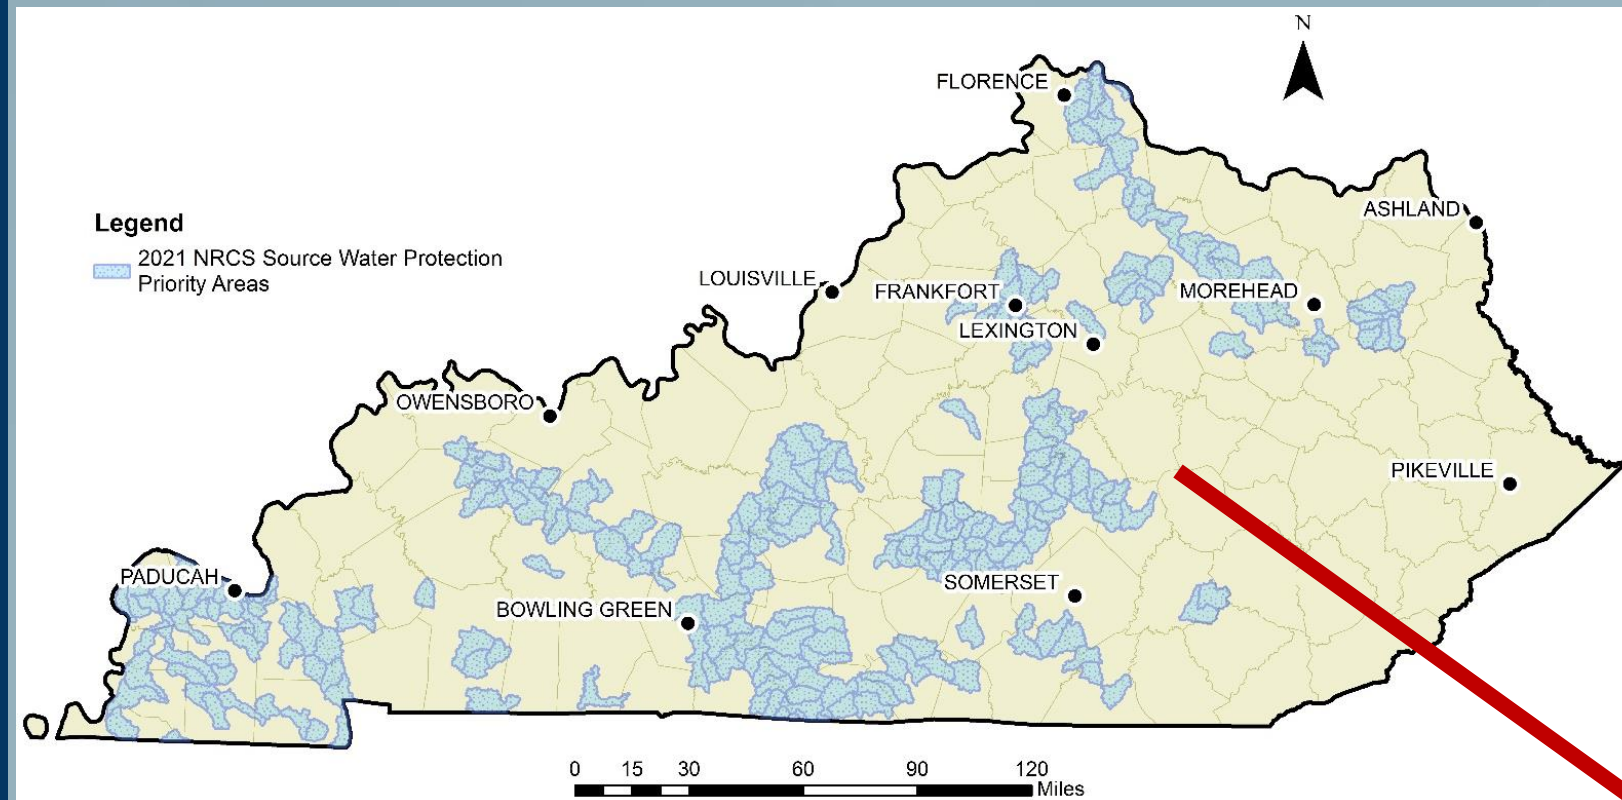 N
FLORENCE
ASHLAND
Legend
2021 NRCS Source Water Protection
Priority Areas
LOUISVILLE
FRANKFORT
MOREHEAD
LEXINGTON
OWENSBORO
PIKEVILLE
PADUCAH
SOMERSET
BOWLING GREEN
0 15 30 60 90 120
Miles